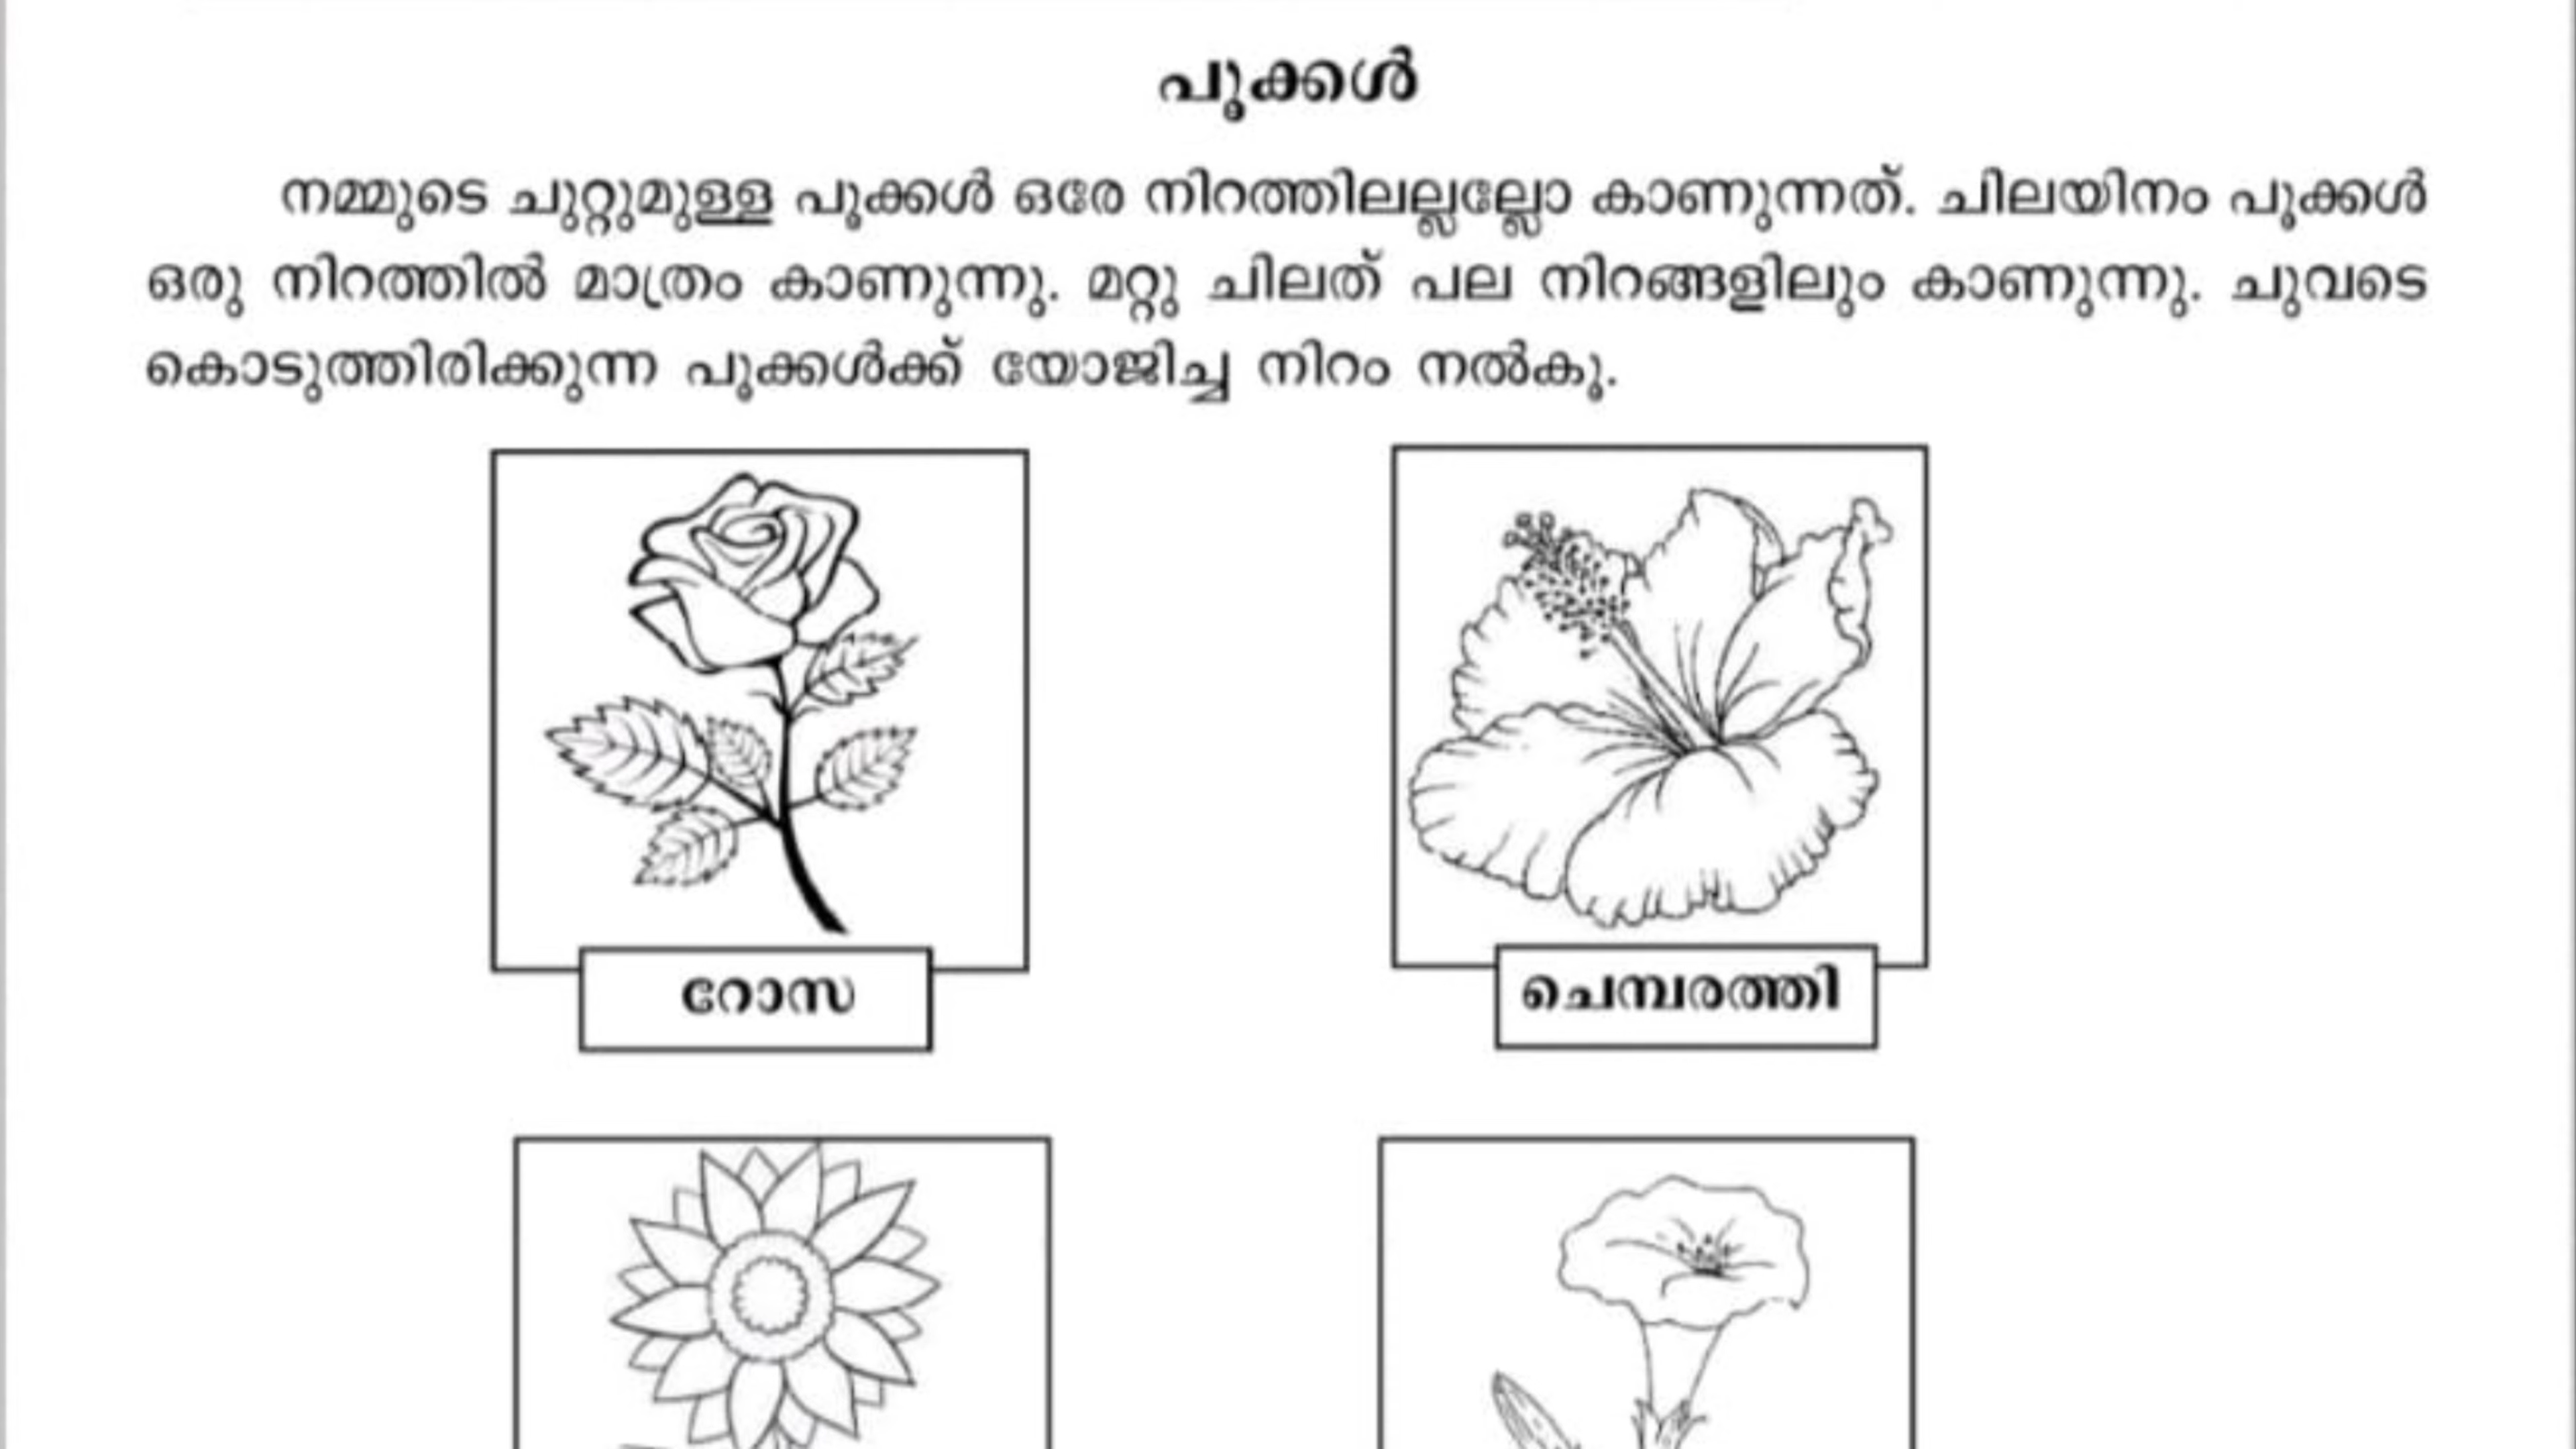 പൂക്കൾ
നമ്മുടെ ചുറ്റുമുള്ള പൂക്കൾ ഒരേ നിറത്തിലല്ലല്ലോ കാണുന്നത്. ചിലയിനം പൂക്കൾ
ഒരു നിറത്തിൽ മാത്രം കാണുന്നു. മറ്റു ചിലത് പല നിറങ്ങളിലും കാണുന്നു. ചുവടെ
കൊടുത്തിരിക്കുന്ന പൂക്കൾക്ക് യോജിച്ച നിറം നൽകൂ.
റോസ
ചെമ്പരത്തി